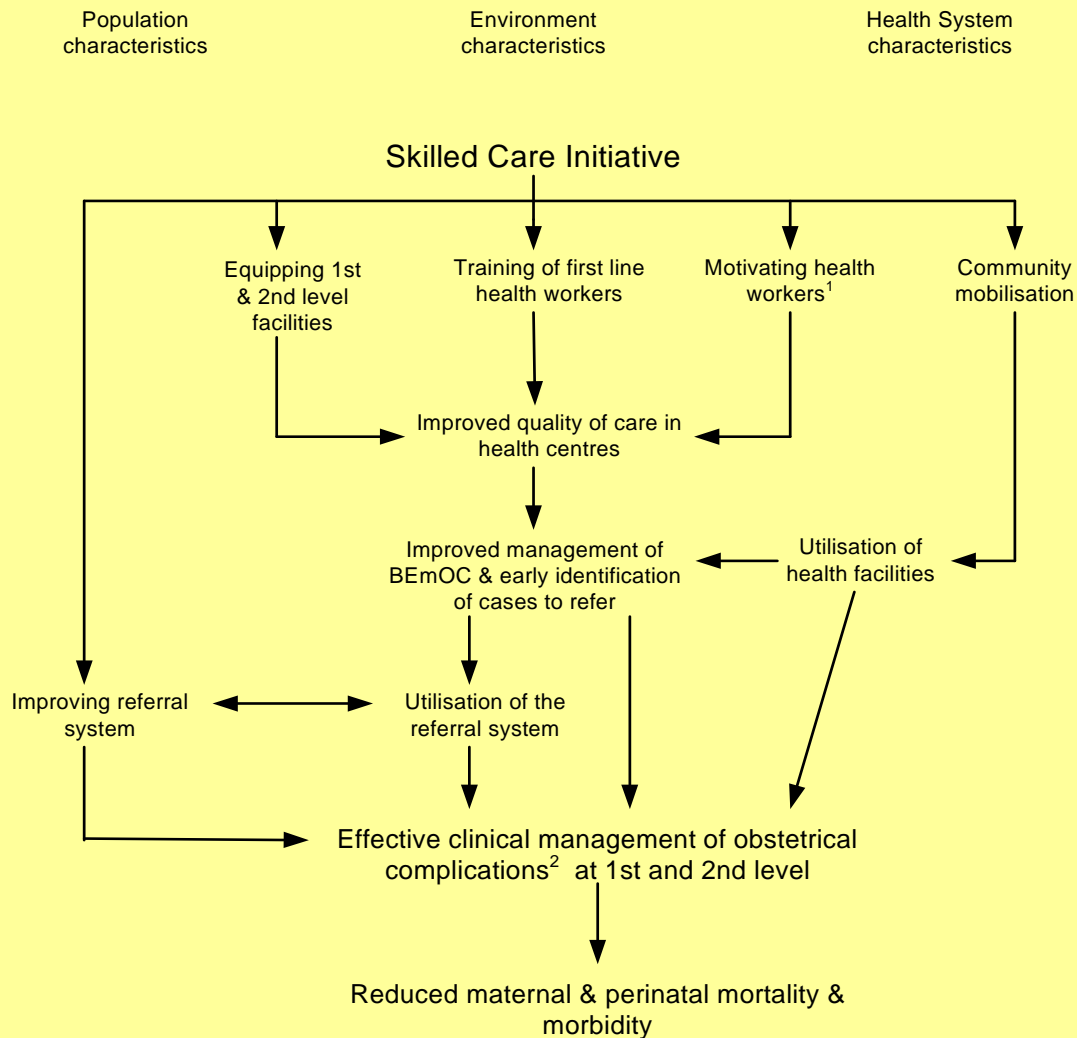 Population
characteristics
Environment
characteristics
Health System
characteristics
Skilled Care Initiative
Equipping 1st
& 2nd level
facilities
Training of first line
health workers
Motivating health
workers1
Community
mobilisation
Improved quality of care in
health centres
Improved management of
BEmOC & early identification
of cases to refer
Utilisation of
health facilities
Improving referral
system
Utilisation of the
referral system
Effective clinical management of obstetrical
complications2 at 1st and 2nd level
Reduced maternal & perinatal mortality &
morbidity